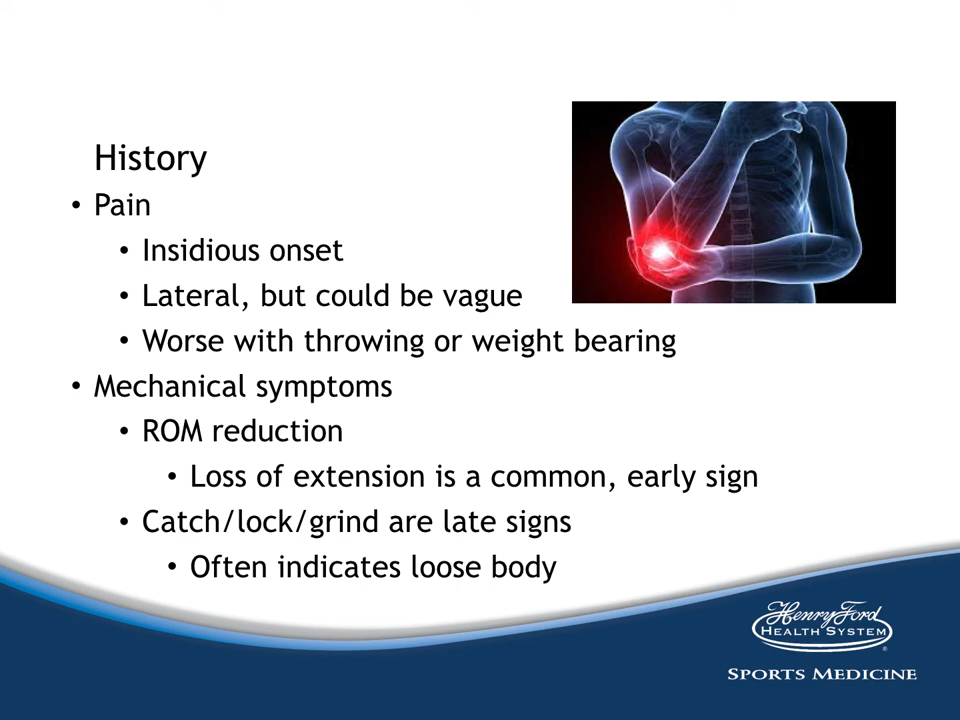 History
• Pain
• Insidious onset
• Lateral, but could be vague
• Worse with throwing or weight bearing
• Mechanical symptoms
• ROM reduction
• Loss of extension is a common, early sign
• Catch/lock/grind are late signs
• Often indicates loose body
Henry Ford
HEALTH SYSTEM®
SPORTS MEDICINE